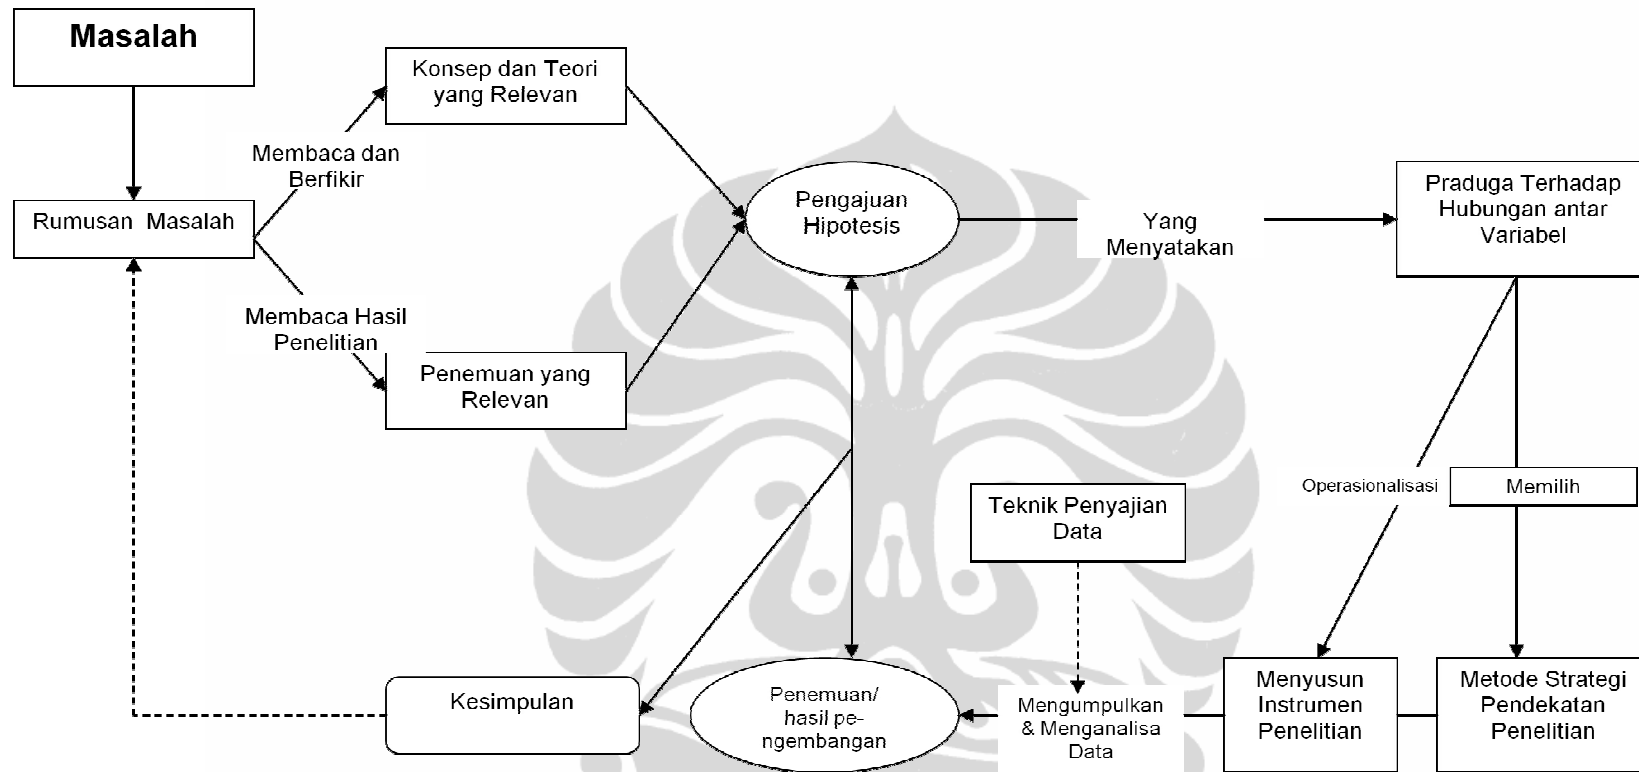 Masalah
Konsep dan Teori
yang Relevan
Membaca dan
Berfikir
Rumusan Masalah
Pengajuan
Hipotesis
Yang
Menyatakan
Praduga Terhadap
Hubungan antar
Variabel
Membaca Hasil
Penelitian
Penemuan yang
Relevan
Operasionalisasi
Memilih
Teknik Penyajian
Data
Kesimpulan
Penemuan/
hasil pe-
ngembangan
Mengumpulkan
& Menganalisa
Data
Menyusun
Instrumen
Penelitian
Metode Strategi
Pendekatan
Penelitian